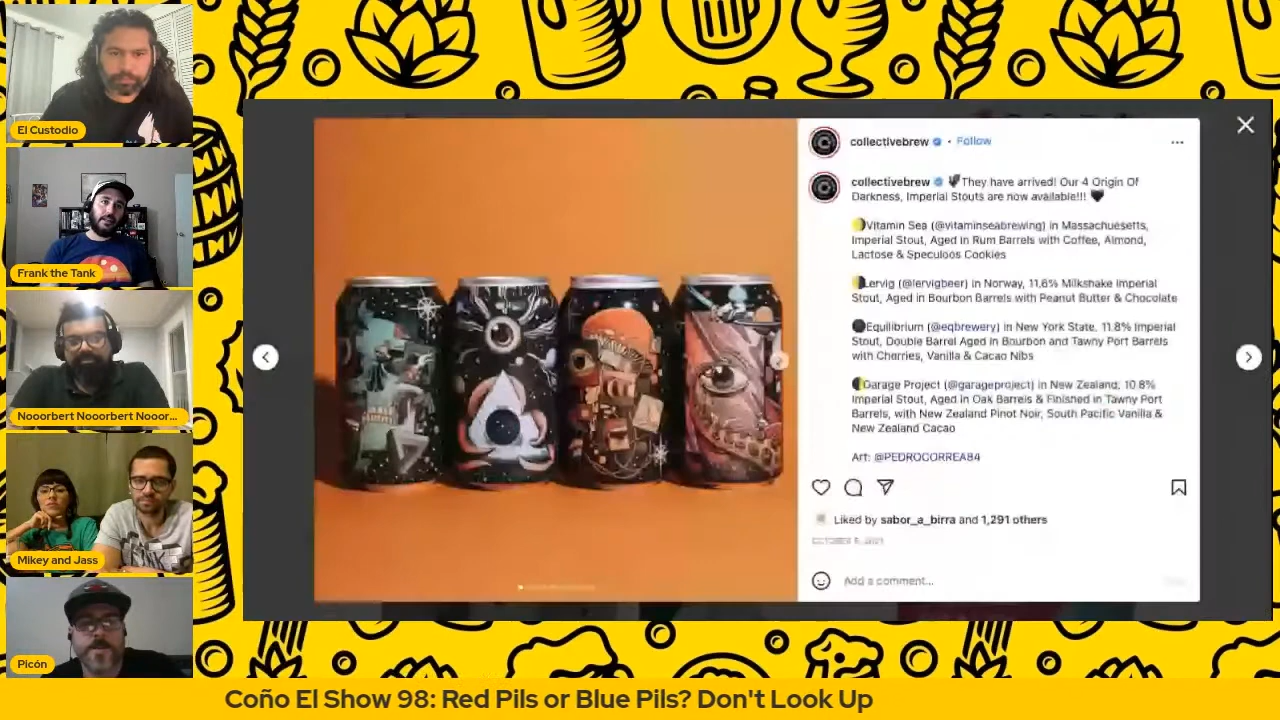 El Custodio
Frank the Tank
Nooorbert Nooorbert Nooor...
Mikey and Jass
Picón
collectivebrew • Follow
collectivebrew They have arrived! Our 4 Origin Of
Darkness, Imperial Stouts are now available!!!
Vitamin Sea (@vitaminseabrewing) in Massachuesetts,
Imperial Stout, Aged in Rum Barrels with Coffee, Almond,
Lactose & Speculoos Cookies
Lervig (@lervigbeer) in Norway, 11.6% Milkshake Imperial
Stout, Aged in Bourbon Barrels with Peanut Butter & Chocolate
Equilibrium (@eqbrewery) in New York State, 11.8% Imperial
Stout, Double Barrel Aged in Bourbon and Tawny Port Barrels
with Cherries, Vanilla & Cacao Nibs
Garage Project (@garageproject) in New Zealand, 10.8%
Imperial Stout, Aged in Oak Barrels & Finished in Tawny Port
Barrels, with New Zealand Pinot Noir, South Pacific Vanilla &
New Zealand Cacao
Art: @PEDROCORREA84
Liked by sabor_a_birra and 1,291 others
Add a comment...
Coño El Show 98: Red Pils or Blue Pils? Don't Look Up